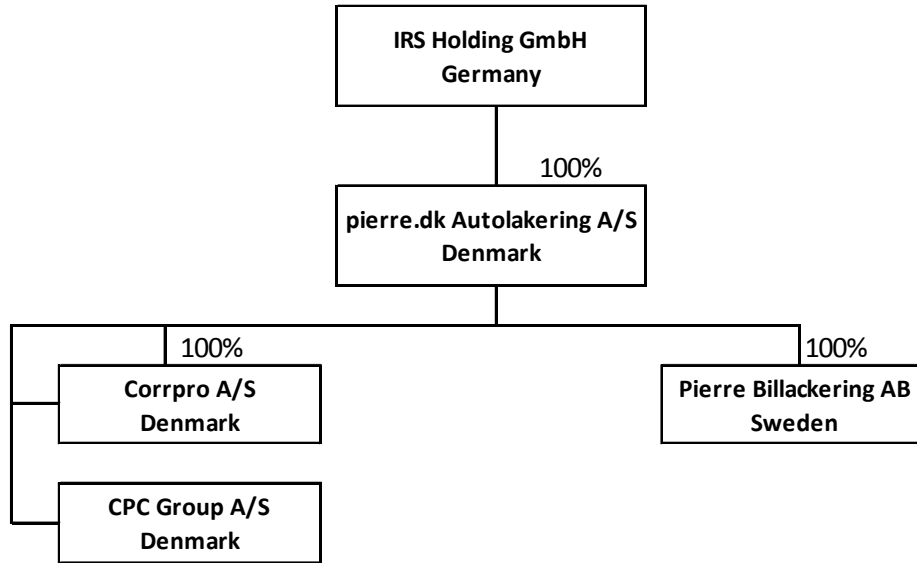 IRS Holding GmbH
Germany
100%
pierre.dk Autolakering A/S
Denmark
100%
100%
Corrpro A/S
Denmark
Pierre Billackering AB
Sweden
CPC Group A/S
Denmark